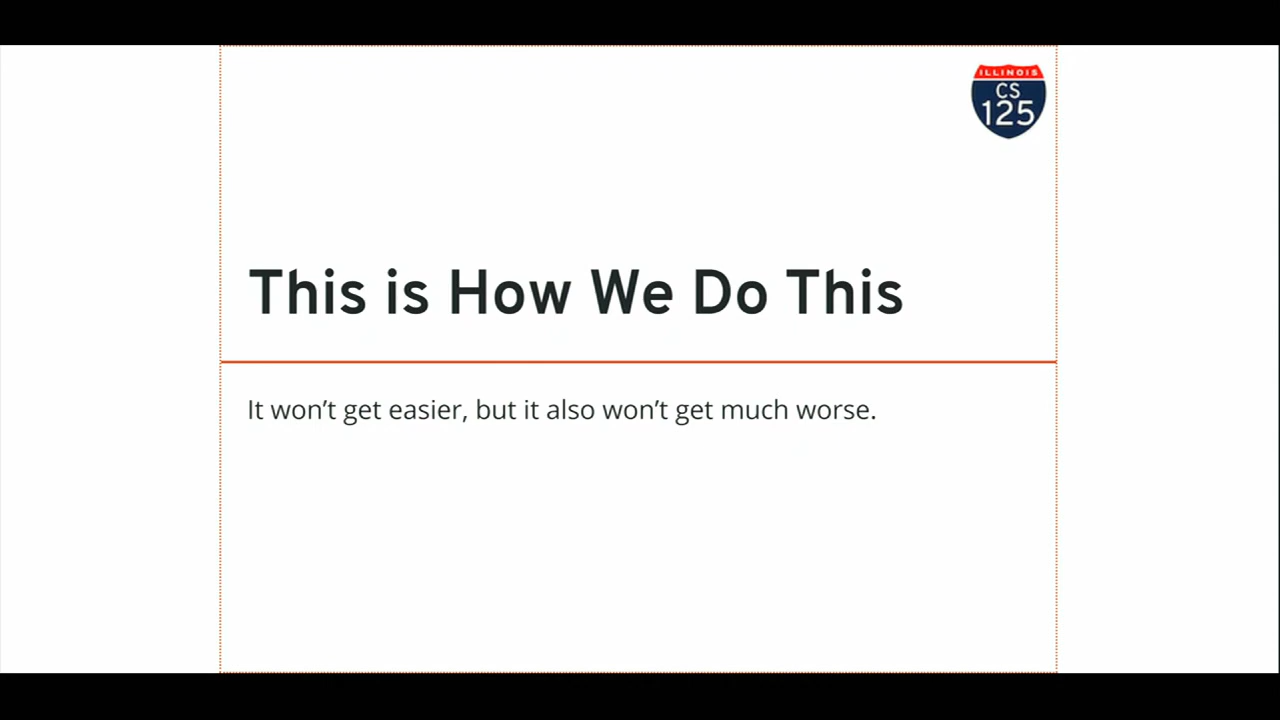 ILLINOIS
CS
125
This is How We Do This
It won’t get easier, but it also won’t get much worse.